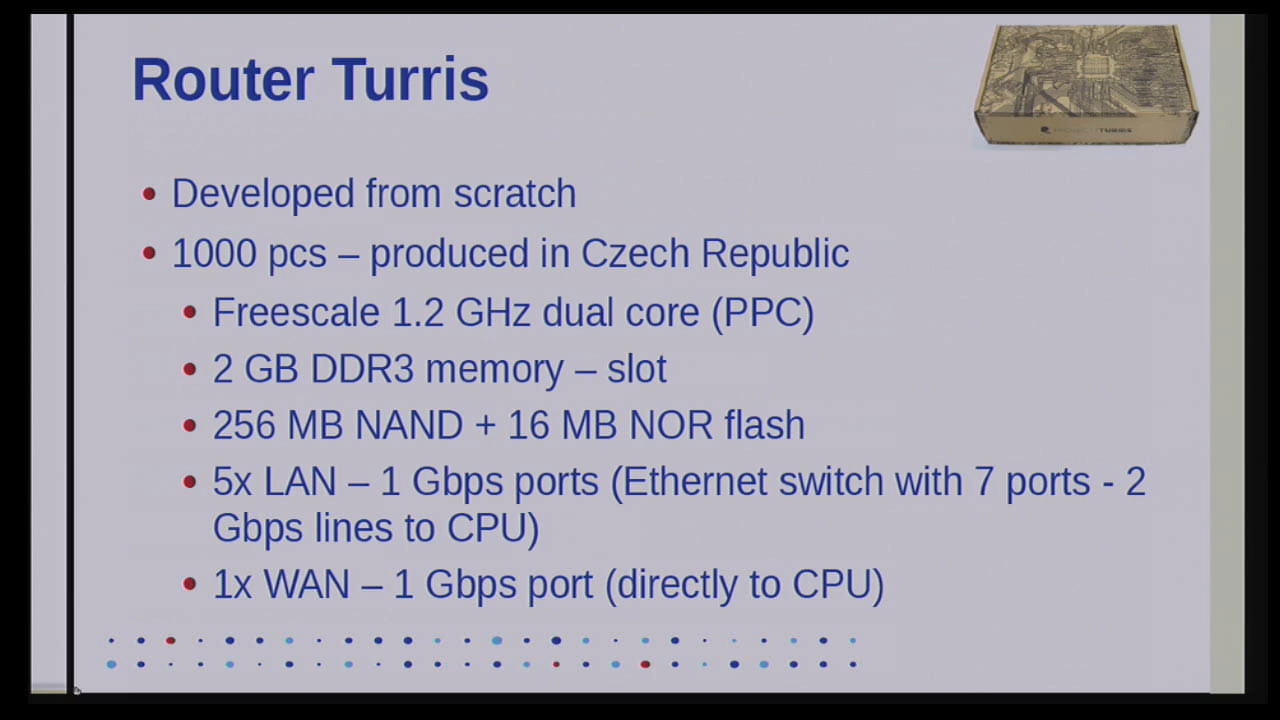 Router Turris
PROJECT:TURRIS
Developed from scratch
1000 pcs – produced in Czech Republic
Freescale 1.2 GHz dual core (PPC)
2 GB DDR3 memory – slot
256 MB NAND + 16 MB NOR flash
5x LAN – 1 Gbps ports (Ethernet switch with 7 ports - 2
Gbps lines to CPU)
1x WAN – 1 Gbps port (directly to CPU)